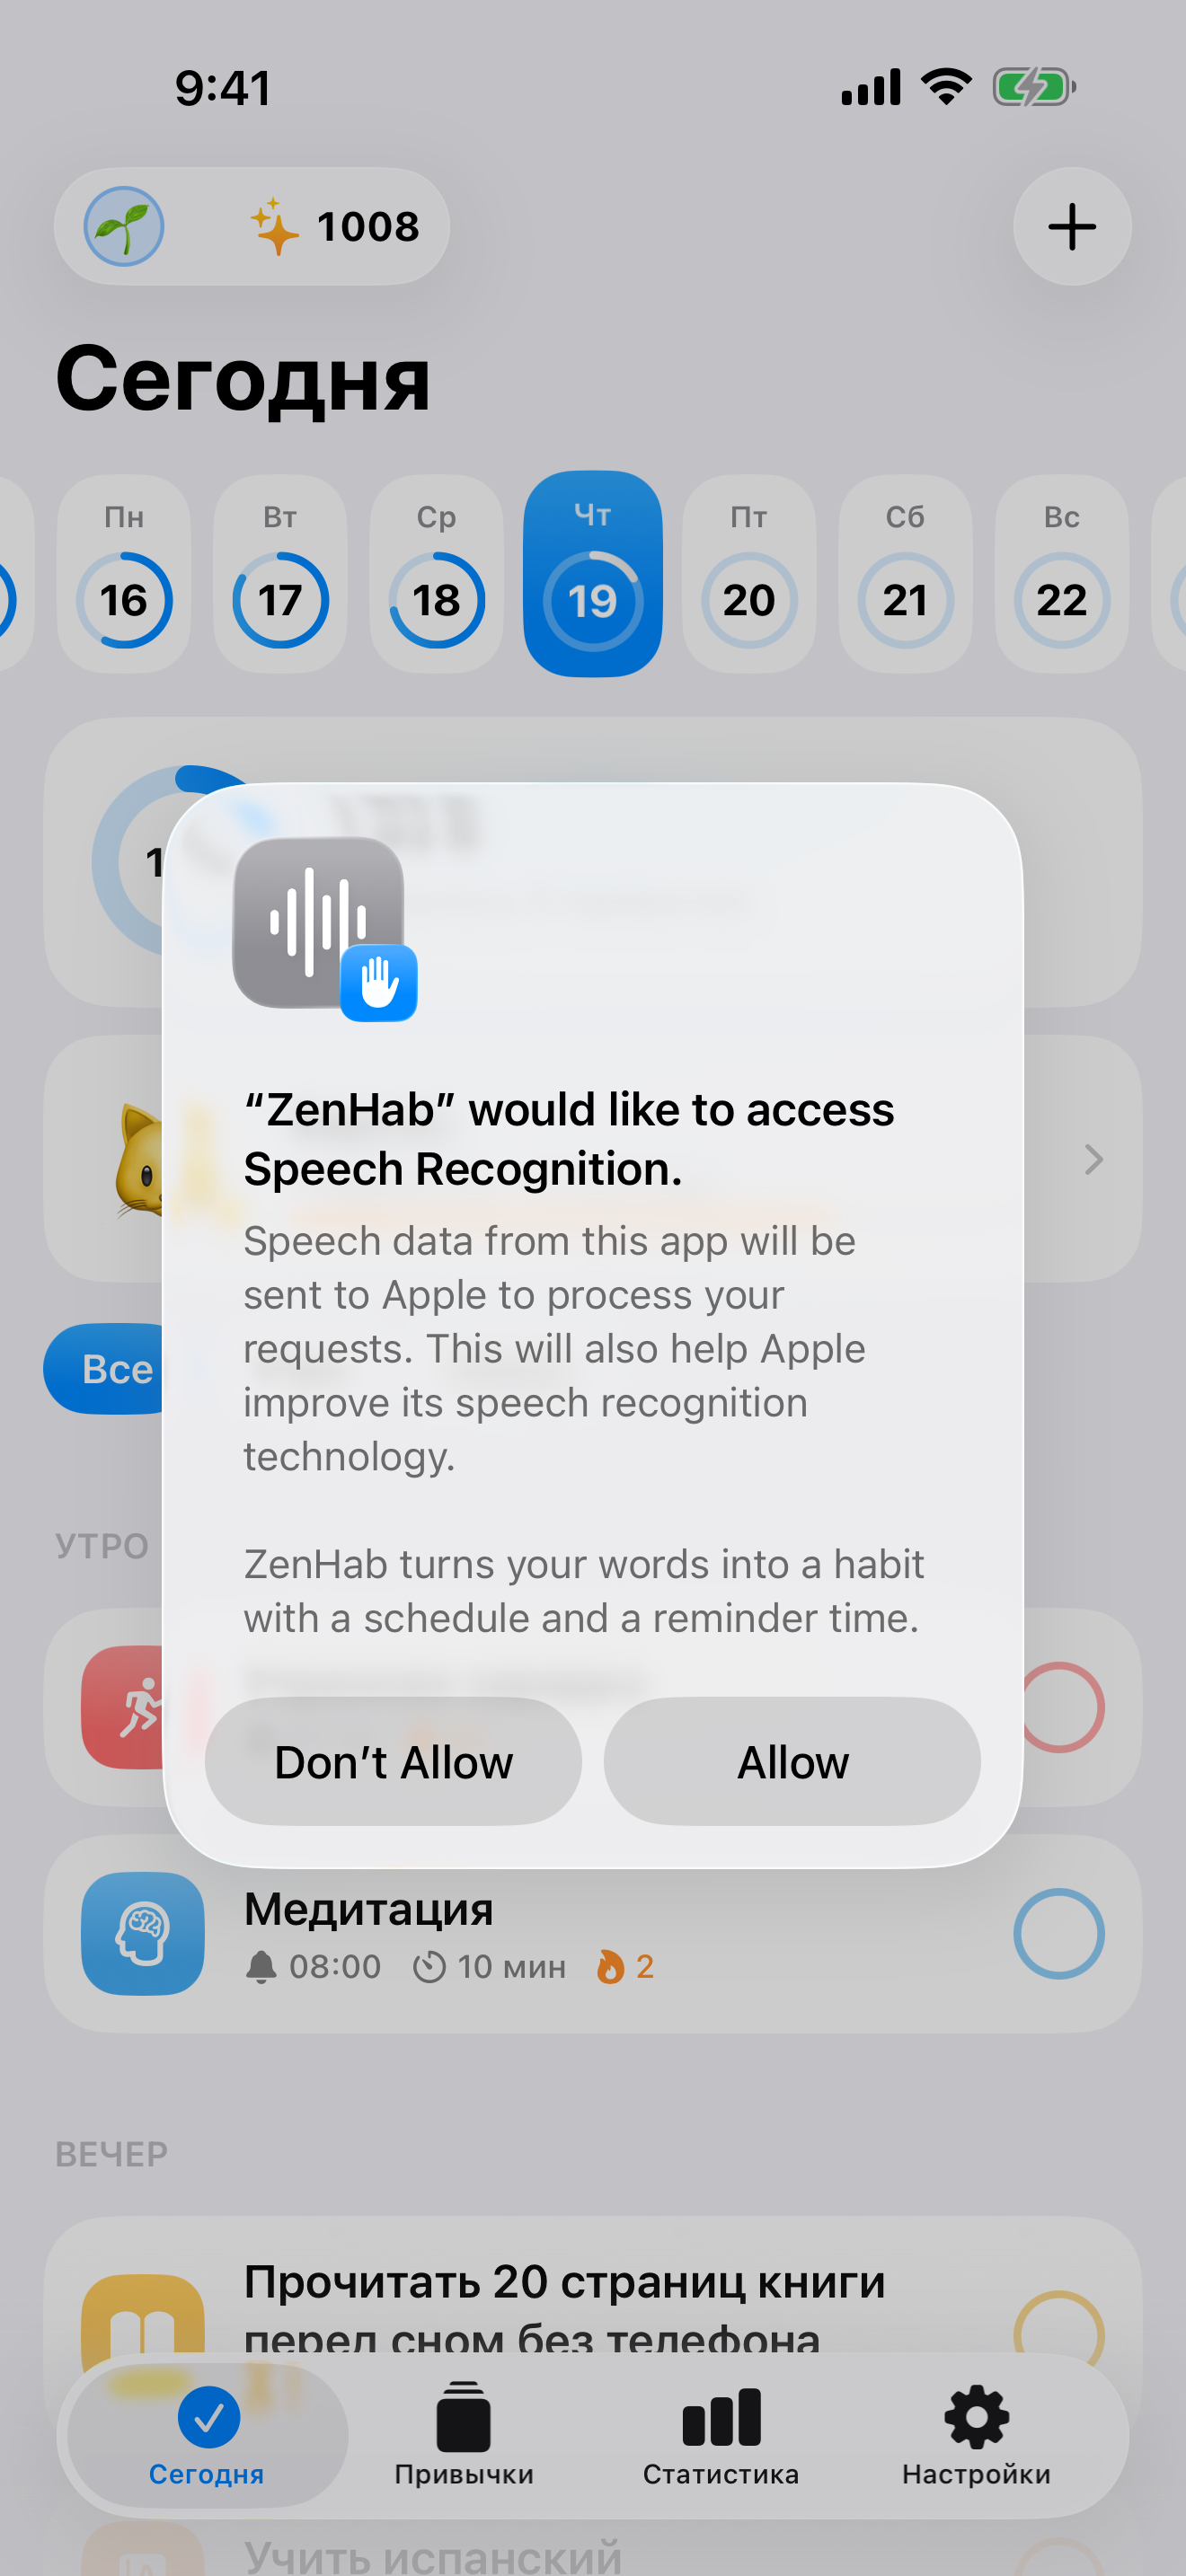 9:41
1008
Сегодня
Пн Вт Ср Чт Пт Сб Вс
16 17 18 19 20 21 22
1
“ZenHab” would like to access
Speech Recognition.
Speech data from this app will be
sent to Apple to process your
requests. This will also help Apple
improve its speech recognition
technology.
ZenHab turns your words into a habit
with a schedule and a reminder time.
Don’t Allow Allow
Все
УТРО
Медитация
08:00 10 мин 2
ВЕЧЕР
Прочитать 20 страниц книги
перед сном без телефона
Сегодня Привычки Статистика Настройки
Учить испанский